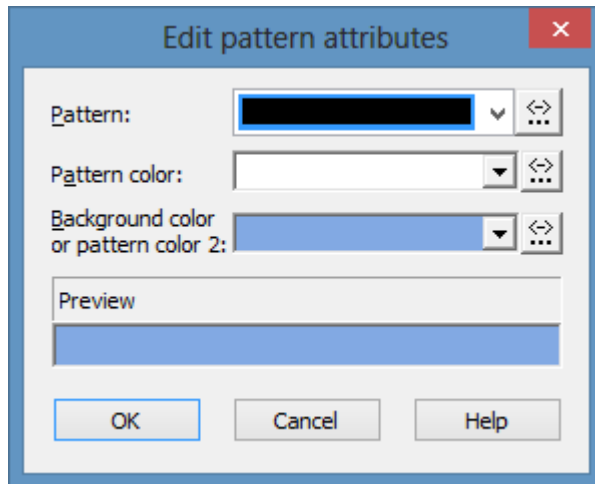 Edit pattern attributes
Pattern:
Pattern color:
Background color
or pattern color 2:
Preview
OK
Cancel
Help